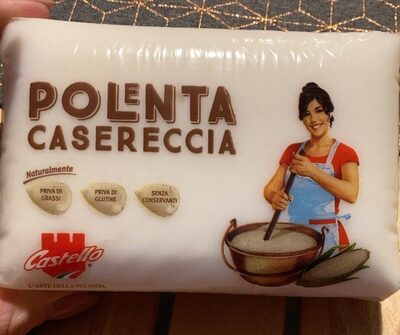 POLENTA
CASERECCIA
Naturalmente
PRIVA DI
GRASSI
PRIVA DI
GLUTINE
SENZA
CONSERVANTI
Castello
L'ARTE DELLA POLENTA